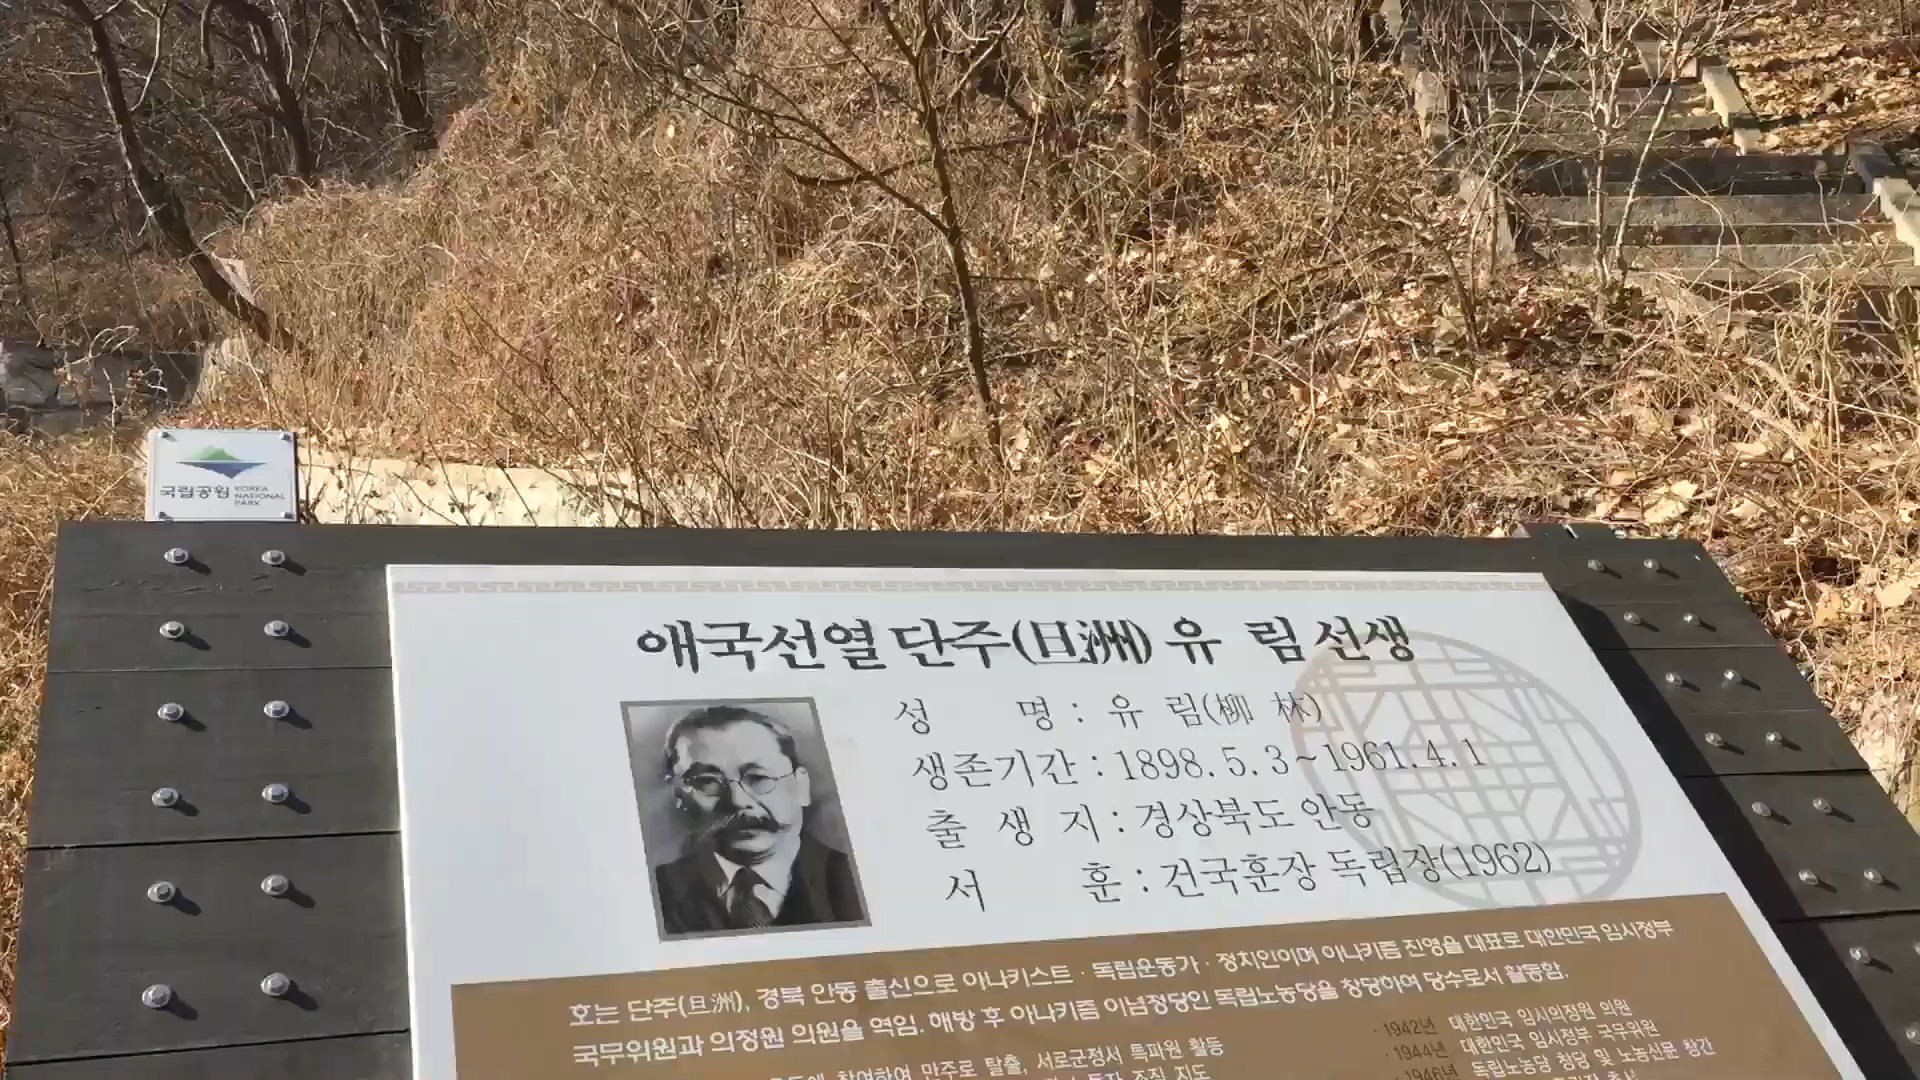 국립공원 KOREA NATIONAL PARK
애국선열 단주(旦洲) 유 림 선생
성 명 : 유 림(柳 林)
생존기간 : 1898. 5. 3 ~ 1961. 4. 1
출 생 지 : 경상북도 안동
서 훈 : 건국훈장 독립장(1962)
호는 단주(旦洲), 경북 안동 출신으로 아나키스트 · 독립운동가 · 정치인이며 아나키즘 진영을 대표로 대한민국 임시정부
국무위원과 의정원 의원을 역임. 해방 후 아나키즘 이념정당인 독립노농당을 창당하여 당수로서 활동함.
참여하여 만주로 탈출, 서로군정서 특파원 활동
조직 지도
· 1942년 대한민국 임시의정원 의원
· 1944년 대한민국 임시정부 국무위원
· 1946년 독립노농당 창당 및 노농신문 창간